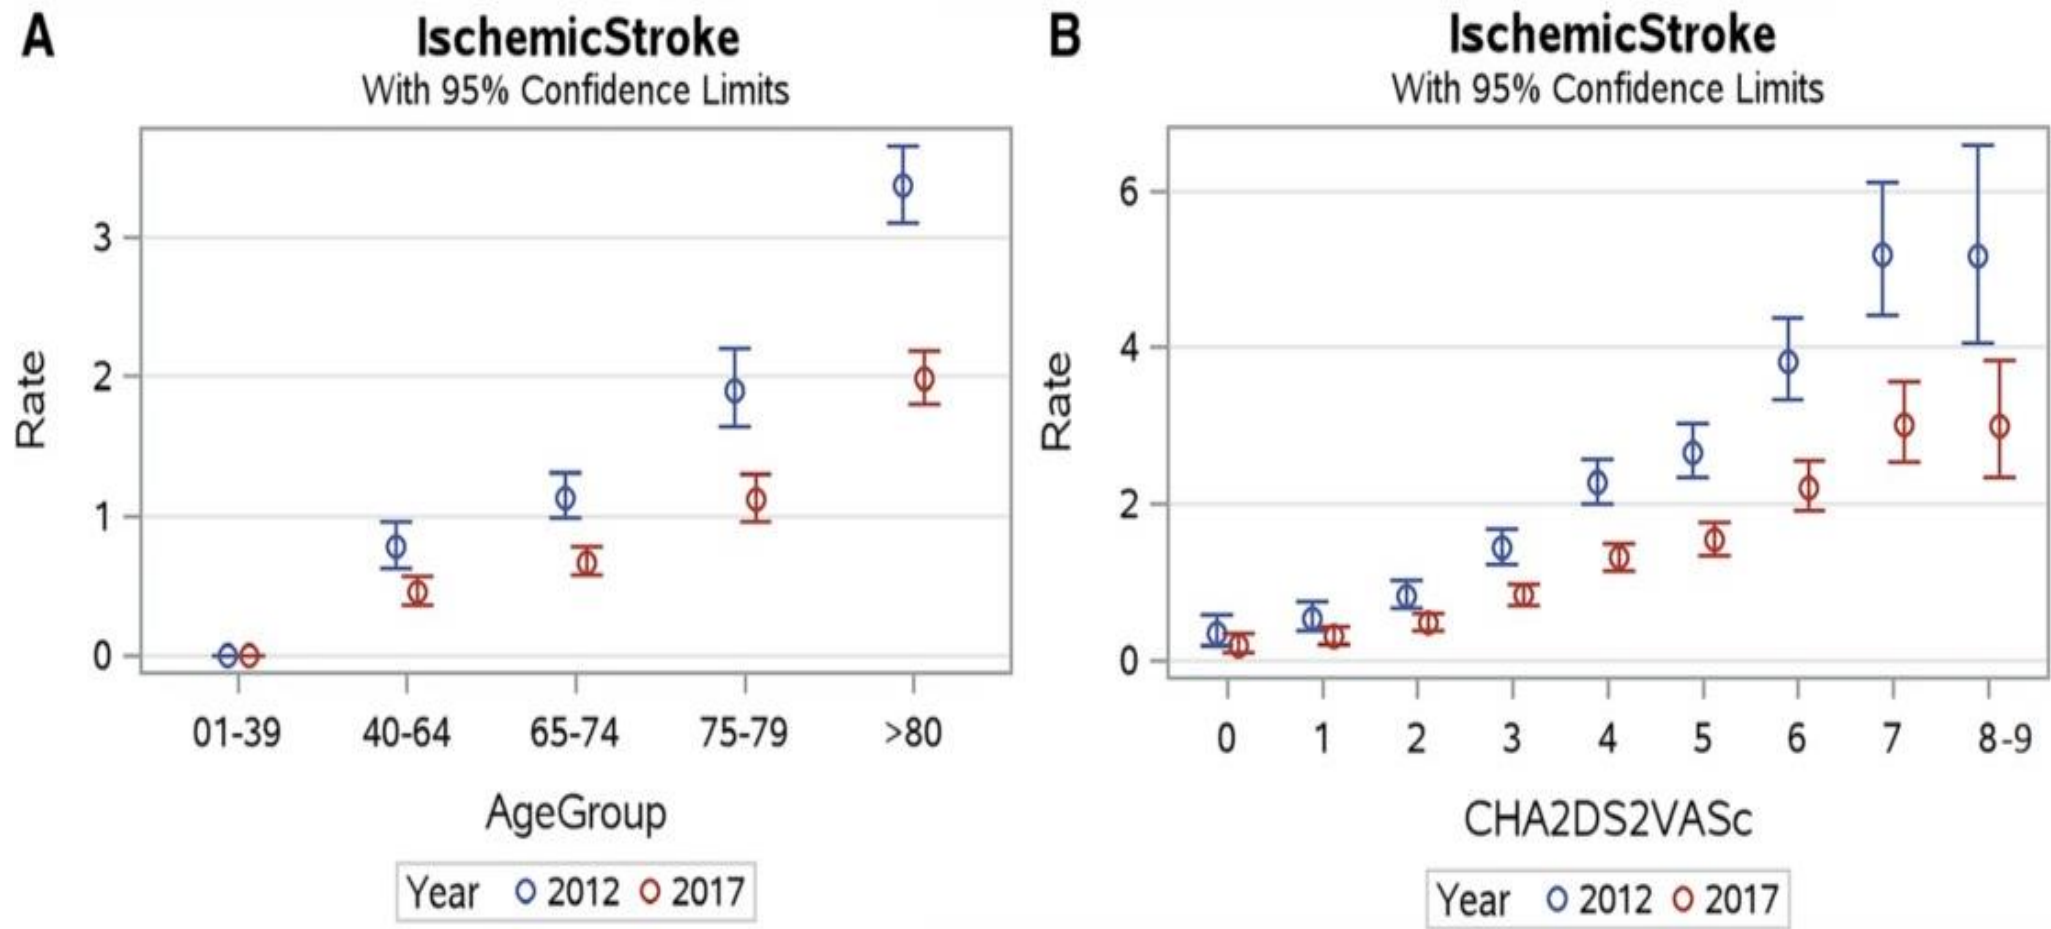 A
IschemicStroke
With 95% Confidence Limits
Rate
3
2
1
0
01-39 40-64 65-74 75-79 >80
AgeGroup
Year 2012 2017
B
IschemicStroke
With 95% Confidence Limits
Rate
6
4
2
0
0 1 2 3 4 5 6 7 8-9
CHA2DS2VASc
Year 2012 2017